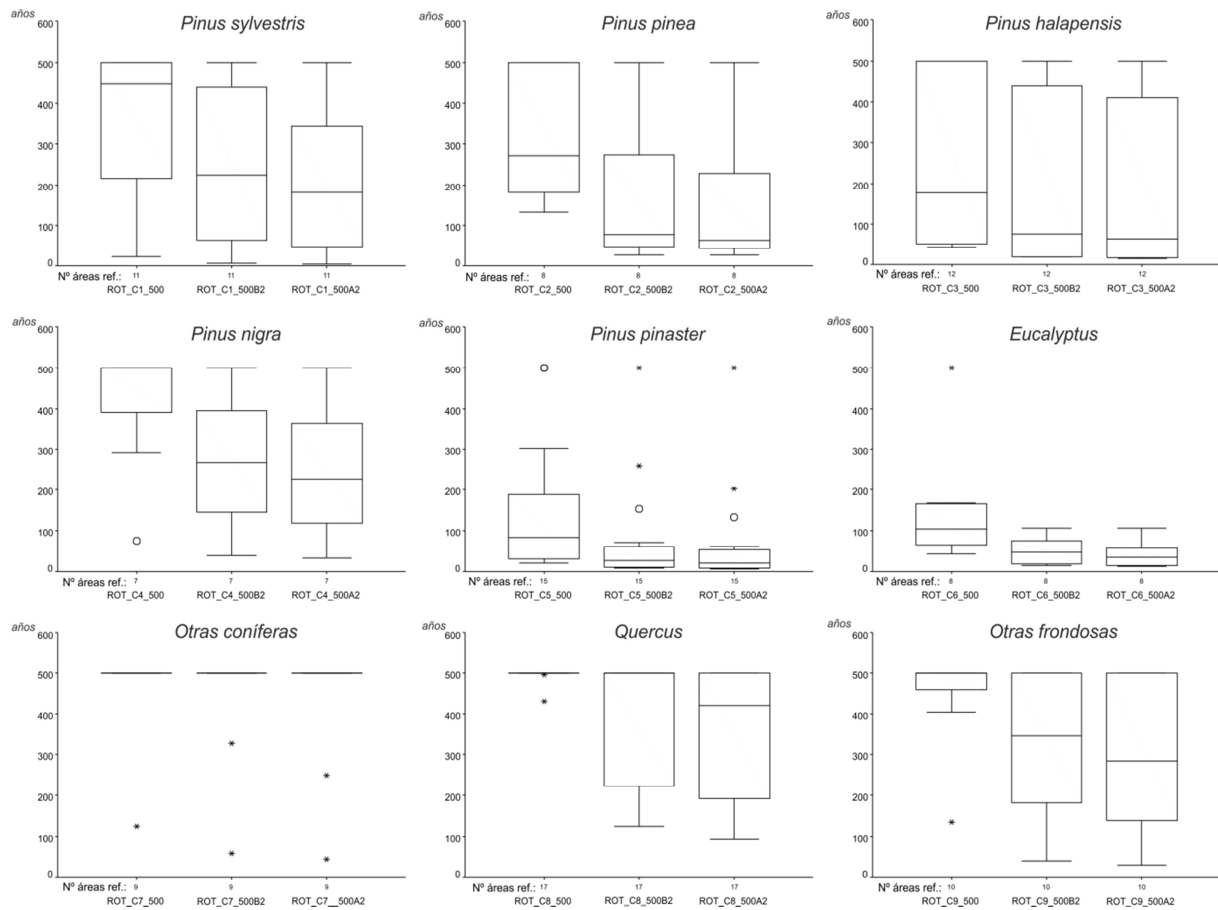 años
Pinus sylvestris
600
500
400
300
200
100
0
Nº áreas ref.: 11 11 11
ROT_C1_500 ROT_C1_500B2 ROT_C1_500A2
años
Pinus pinea
600
500
400
300
200
100
0
Nº áreas ref.: 8 8 8
ROT_C2_500 ROT_C2_500B2 ROT_C2_500A2
años
Pinus halapensis
600
500
400
300
200
100
0
Nº áreas ref.: 12 12 12
ROT_C3_500 ROT_C3_500B2 ROT_C3_500A2
años
Pinus nigra
600
500
400
300
200
100
0
Nº áreas ref.: 7 7 7
ROT_C4_500 ROT_C4_500B2 ROT_C4_500A2
años
Pinus pinaster
600
500
400
300
200
100
0
Nº áreas ref.: 15 15 15
ROT_C5_500 ROT_C5_500B2 ROT_C5_500A2
años
Eucalyptus
600
500
400
300
200
100
0
Nº áreas ref.: 8 8 8
ROT_C6_500 ROT_C6_500B2 ROT_C6_500A2
años
Otras coníferas
600
500
400
300
200
100
0
Nº áreas ref.: 9 9 9
ROT_C7_500 ROT_C7_500B2 ROT_C7__500A2
años
Quercus
600
500
400
300
200
100
0
Nº áreas ref.: 17 17 17
ROT_C8_500 ROT_C8_500B2 ROT_C8_500A2
años
Otras frondosas
600
500
400
300
200
100
0
Nº áreas ref.: 10 10 10
ROT_C9_500 ROT_C9_500B2 ROT_C9_500A2